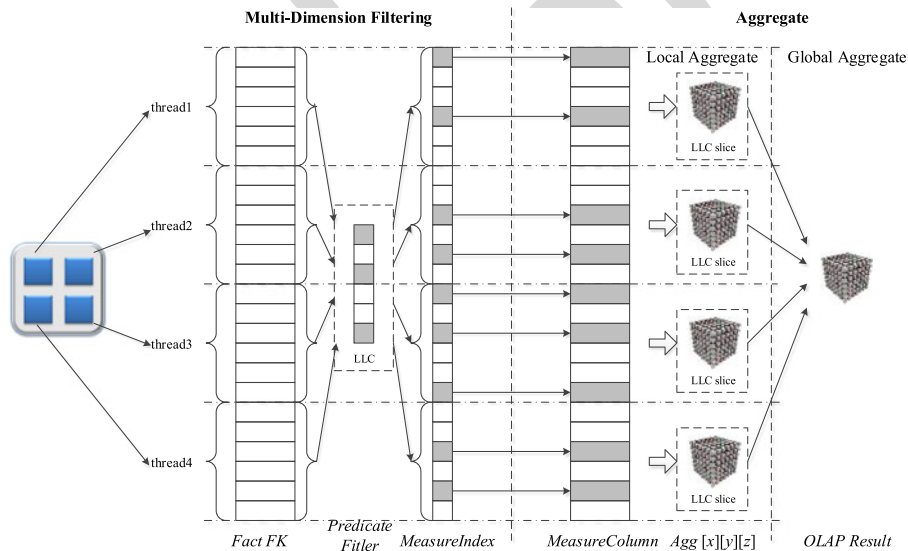 Multi-Dimension Filtering
Aggregate
Local Aggregate
Global Aggregate
thread1
LLC slice
thread2
LLC slice
thread3
LLC
LLC slice
thread4
LLC slice
Fact FK
Predicate
Fitler
MeasureIndex
MeasureColumn
Agg [x][y][z]
OLAP Result